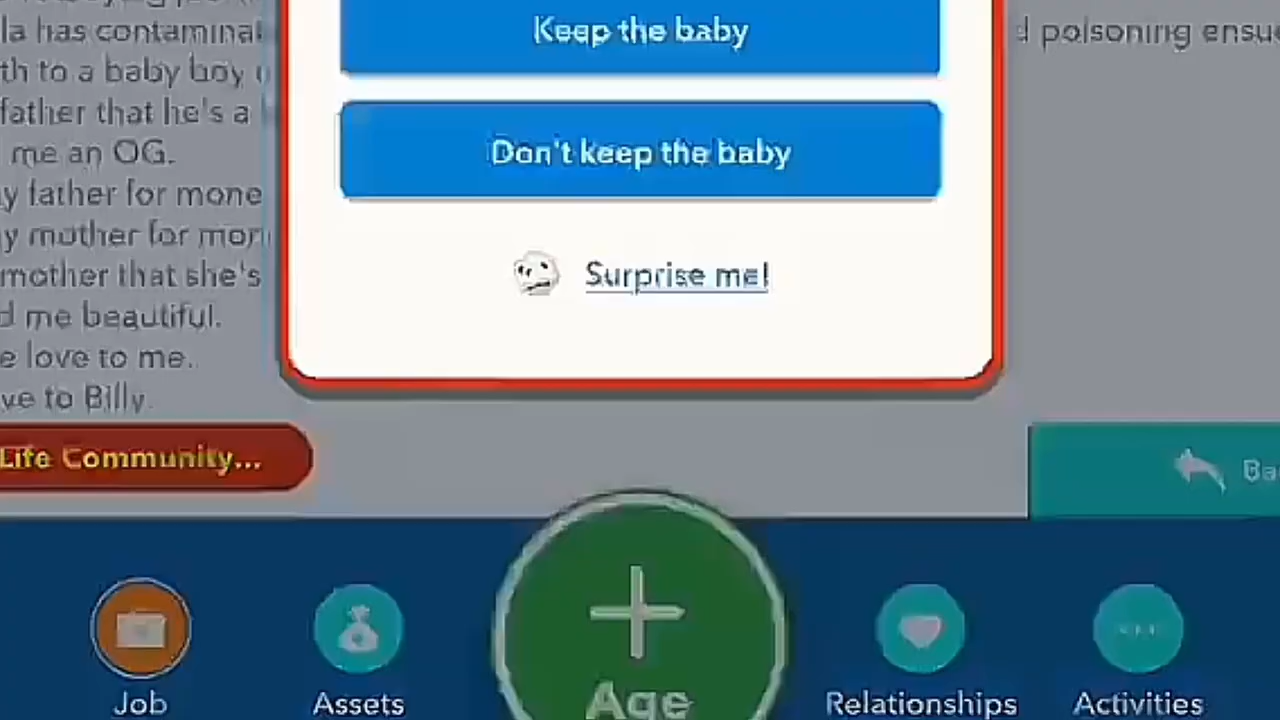 la has contaminat
d poisoning ensue
th to a baby boy
father that he's a
me an OG.
y father for mone
y mother for mon
mother that she's
d me beautiful.
e love to me.
ve to Billy.
Keep the baby
Don't keep the baby
Surprise me!
Life Community...
Ba
Job
Assets
Age
Relationships
Activities